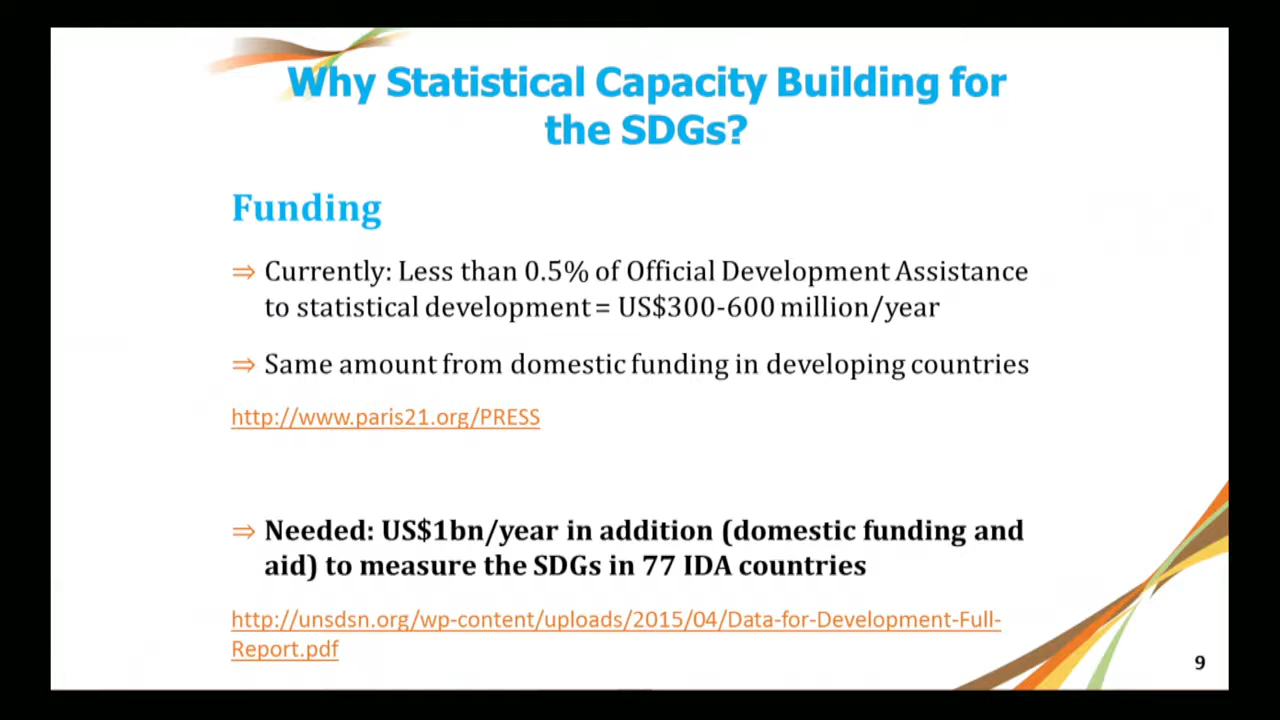 Why Statistical Capacity Building for
the SDGs?
Funding
⇒ Currently: Less than 0.5% of Official Development Assistance
to statistical development = US$300-600 million/year
⇒ Same amount from domestic funding in developing countries
http://www.paris21.org/PRESS
⇒ Needed: US$1bn/year in addition (domestic funding and
aid) to measure the SDGs in 77 IDA countries
http://unsdsn.org/wp-content/uploads/2015/04/Data-for-Development-Full-
Report.pdf
9